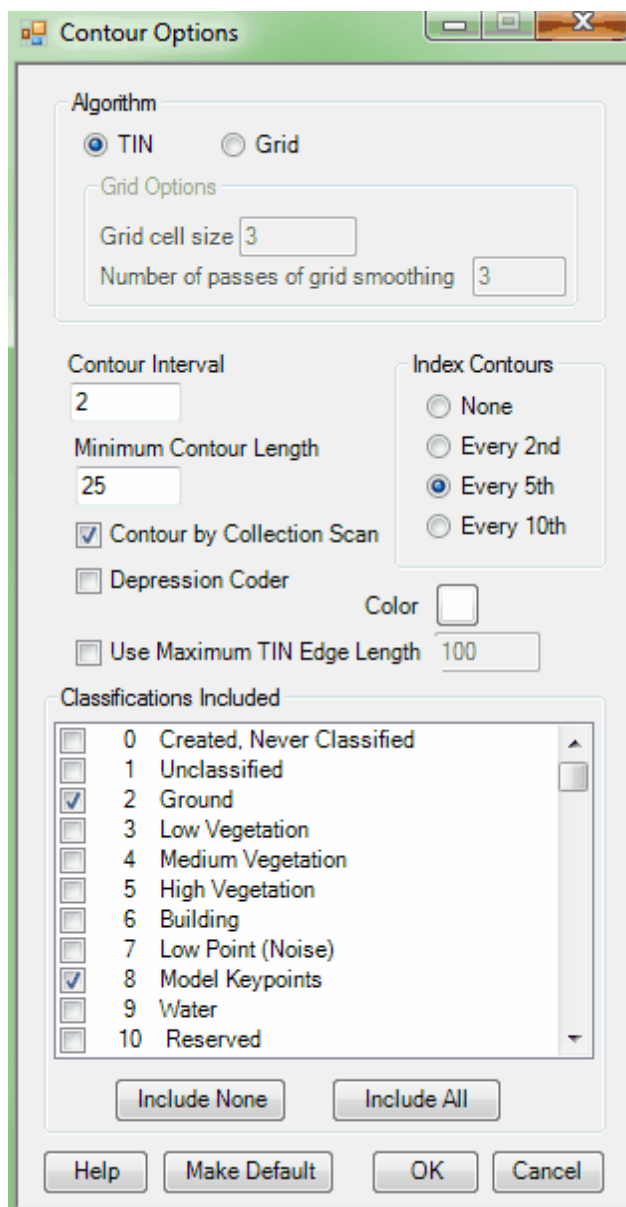 Contour Options
Algorithm
TIN Grid
Grid Options
Grid cell size 3
Number of passes of grid smoothing 3
Contour Interval
2
Minimum Contour Length
25
Contour by Collection Scan
Depression Coder
Index Contours
None
Every 2nd
Every 5th
Every 10th
Color
Use Maximum TIN Edge Length 100
Classifications Included
0 Created, Never Classified
1 Unclassified
2 Ground
3 Low Vegetation
4 Medium Vegetation
5 High Vegetation
6 Building
7 Low Point (Noise)
8 Model Keypoints
9 Water
10 Reserved
Include None Include All
Help Make Default OK Cancel